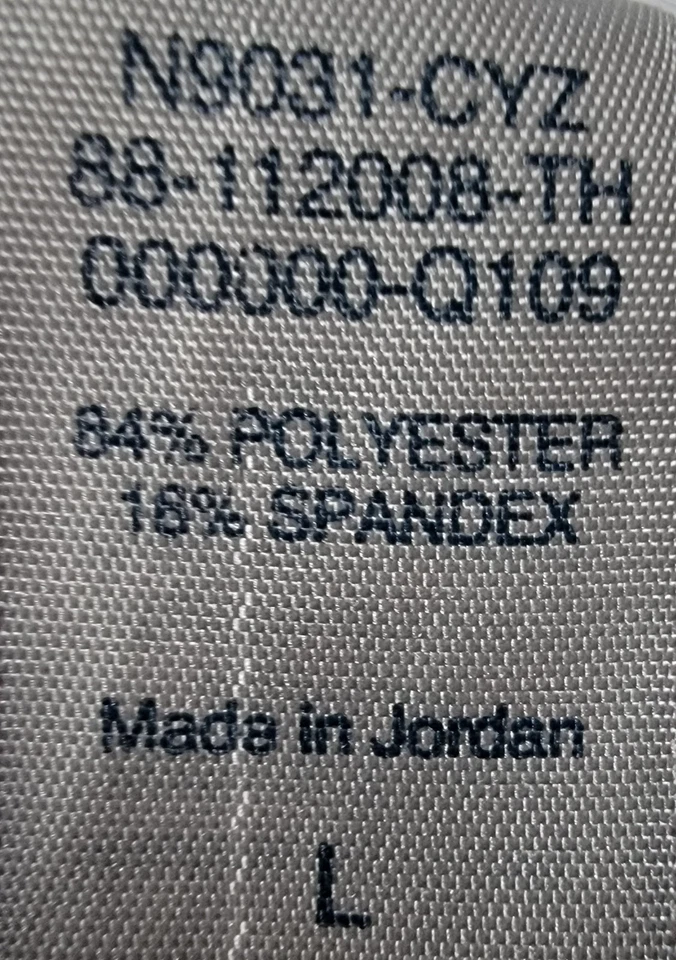 N9031-CYZ
88-112008-TH
000000-Q109
84% POLYESTER
16% SPANDEX
Made in Jordan
L